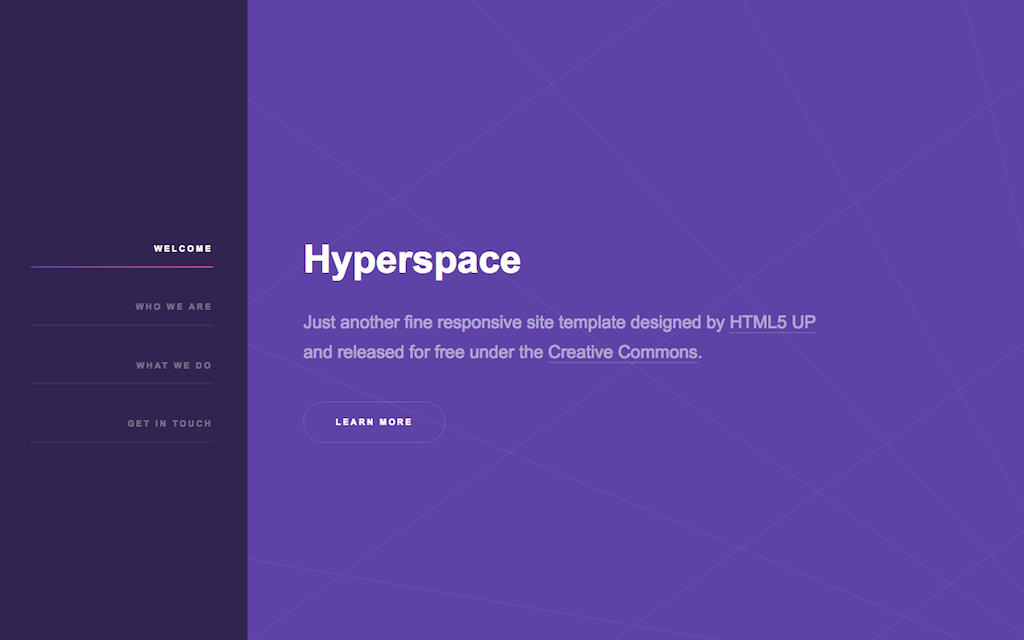 WELCOME
WHO WE ARE
WHAT WE DO
GET IN TOUCH
Hyperspace
Just another fine responsive site template designed by HTML5 UP
and released for free under the Creative Commons.
LEARN MORE